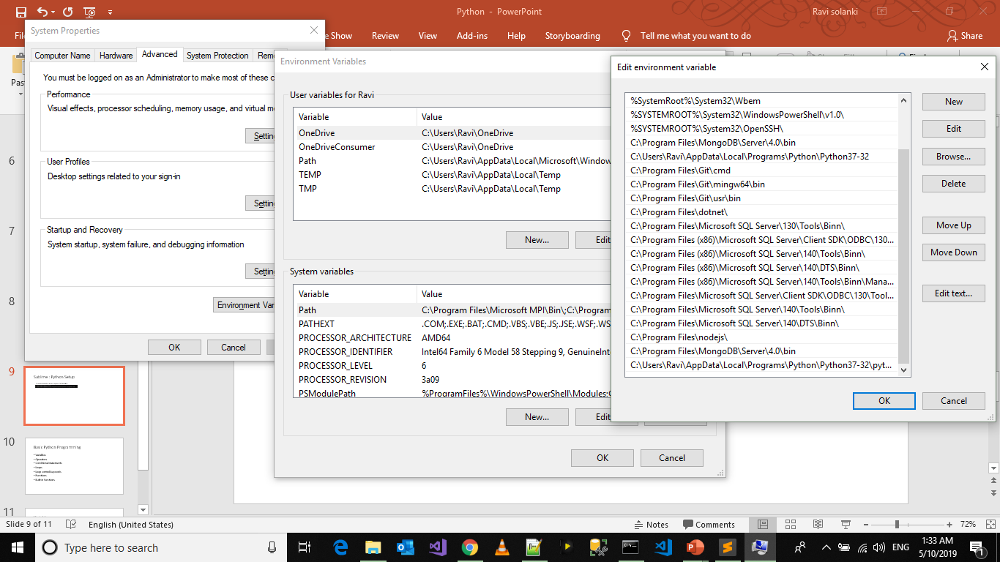 Python - PowerPoint
Ravi solanki
Show
Review
View
Add-ins
Help
Storyboarding
Tell me what you want to do
Share
System Properties
Computer Name
Hardware
Advanced
System Protection
You must be logged on as an Administrator to make most of these
Performance
Visual effects, processor scheduling, memory usage, and virtual
User Profiles
Desktop settings related to your sign-in
Startup and Recovery
System startup, system failure, and debugging information
OK
Cancel
Environment Variables
User variables for Ravi
Variable Value
OneDrive C:\Users\Ravi\OneDrive
OneDriveConsumer C:\Users\Ravi\OneDrive
Path C:\Users\Ravi\AppData\Local\Microsoft\Window
TEMP C:\Users\Ravi\AppData\Local\Temp
TMP C:\Users\Ravi\AppData\Local\Temp
New...
Edit
System variables
Variable Value
Path C:\Program Files\Microsoft MPI\Bin\;C:\Program
PATHEXT .COM;.EXE;.BAT;.CMD;.VBS;.VBE;.JS;.JSE;.WSF;.WS
PROCESSOR_ARCHITECTURE AMD64
PROCESSOR_IDENTIFIER Intel64 Family 6 Model 58 Stepping 9, GenuineInt
PROCESSOR_LEVEL 6
PROCESSOR_REVISION 3a09
PSModulePath %ProgramFiles%\WindowsPowerShell\Modules;C
New...
Edit
OK
Cancel
Edit environment variable
%SystemRoot%\System32\Wbem
%SYSTEMROOT%\System32\WindowsPowerShell\v1.0\
%SYSTEMROOT%\System32\OpenSSH\
C:\Program Files\MongoDB\Server\4.0\bin
C:\Users\Ravi\AppData\Local\Programs\Python\Python37-32
C:\Program Files\Git\cmd
C:\Program Files\Git\mingw64\bin
C:\Program Files\Git\usr\bin
C:\Program Files\dotnet\
C:\Program Files\Microsoft SQL Server\130\Tools\Binn\
C:\Program Files (x86)\Microsoft SQL Server\Client SDK\ODBC\130...
C:\Program Files (x86)\Microsoft SQL Server\140\Tools\Binn\
C:\Program Files (x86)\Microsoft SQL Server\140\DTS\Binn\
C:\Program Files (x86)\Microsoft SQL Server\140\Tools\Binn\Mana...
C:\Program Files\Microsoft SQL Server\Client SDK\ODBC\130\Tool...
C:\Program Files\Microsoft SQL Server\140\Tools\Binn\
C:\Program Files\Microsoft SQL Server\140\DTS\Binn\
C:\Program Files\nodejs\
C:\Program Files\MongoDB\Server\4.0\bin
C:\Users\Ravi\AppData\Local\Programs\Python\Python37-32\pyt...
New
Edit
Browse...
Delete
Move Up
Move Down
Edit text...
OK
Cancel
6
7
8
9
Sublime : Python Setup
10
Basic Python Programming
• Variables
• Operators
• Conditional statements
• Loops
• Loop control keywords
• Functions
• Built-in functions
11
Slide 9 of 11
English (United States)
Notes
Comments
72%
Type here to search
ENG
1:33 AM
5/10/2019
1